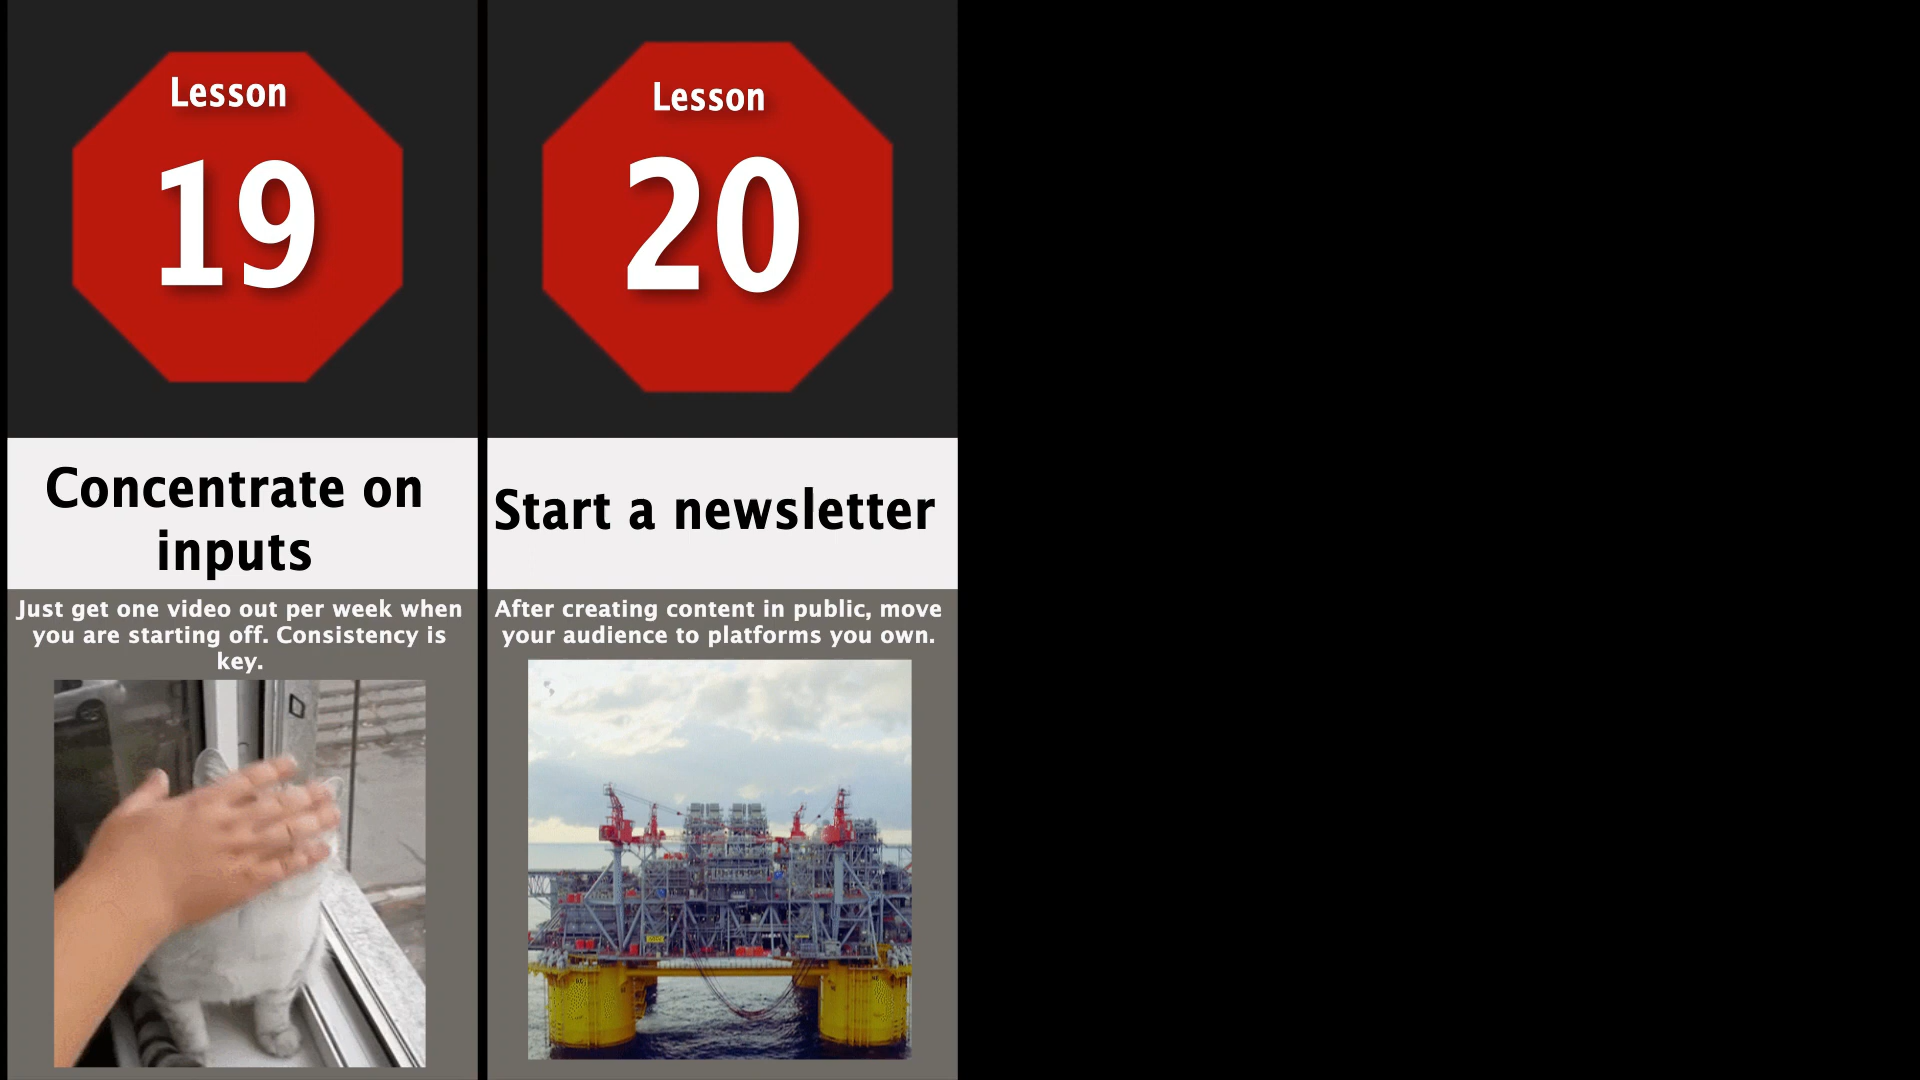 Lesson
19
Concentrate on
inputs
Just get one video out per week when
you are starting off. Consistency is
key.
Lesson
20
Start a newsletter
After creating content in public, move
your audience to platforms you own.